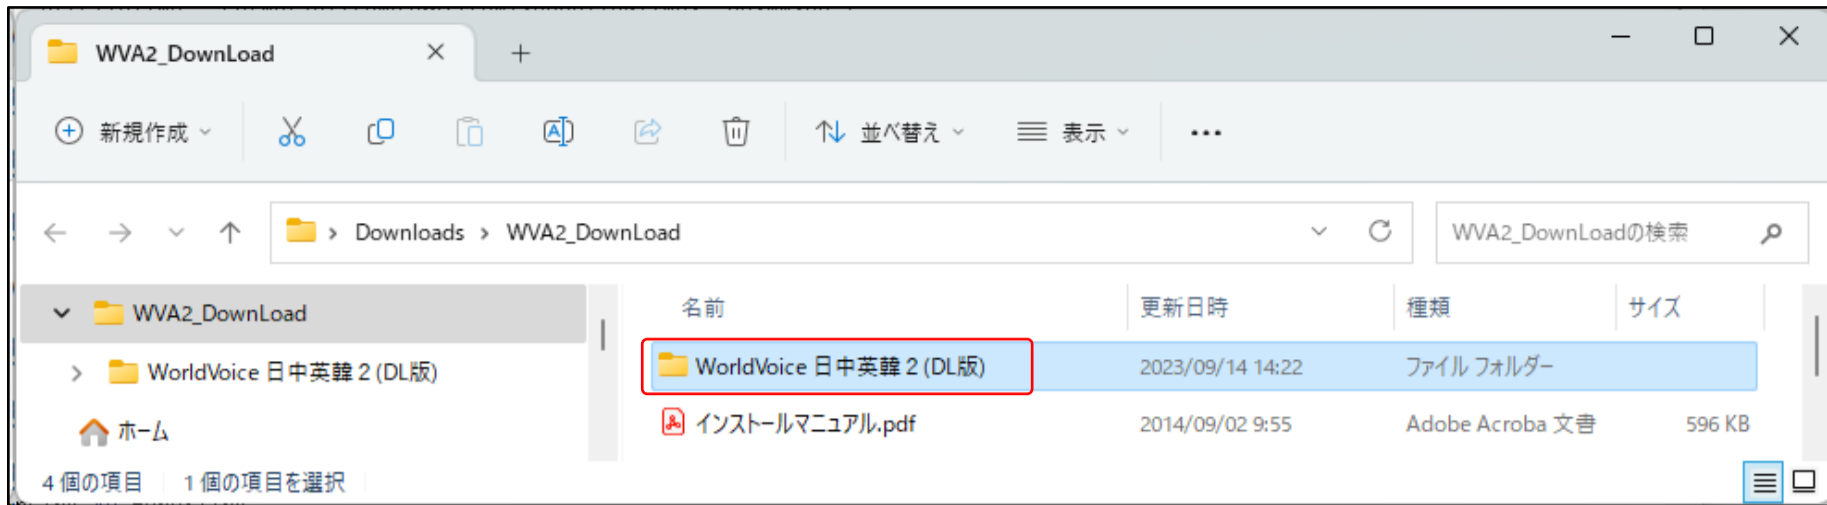 WVA2_DownLoad
新規作成 並べ替え 表示
Downloads WVA2_DownLoad WVA2_DownLoadの検索
WVA2_DownLoad
WorldVoice 日中英韓 2 (DL版)
ホーム
名前 更新日時 種類 サイズ
WorldVoice 日中英韓 2 (DL版) 2023/09/14 14:22 ファイル フォルダー
インストールマニュアル.pdf 2014/09/02 9:55 Adobe Acroba 文書 596 KB
4 個の項目 1 個の項目を選択